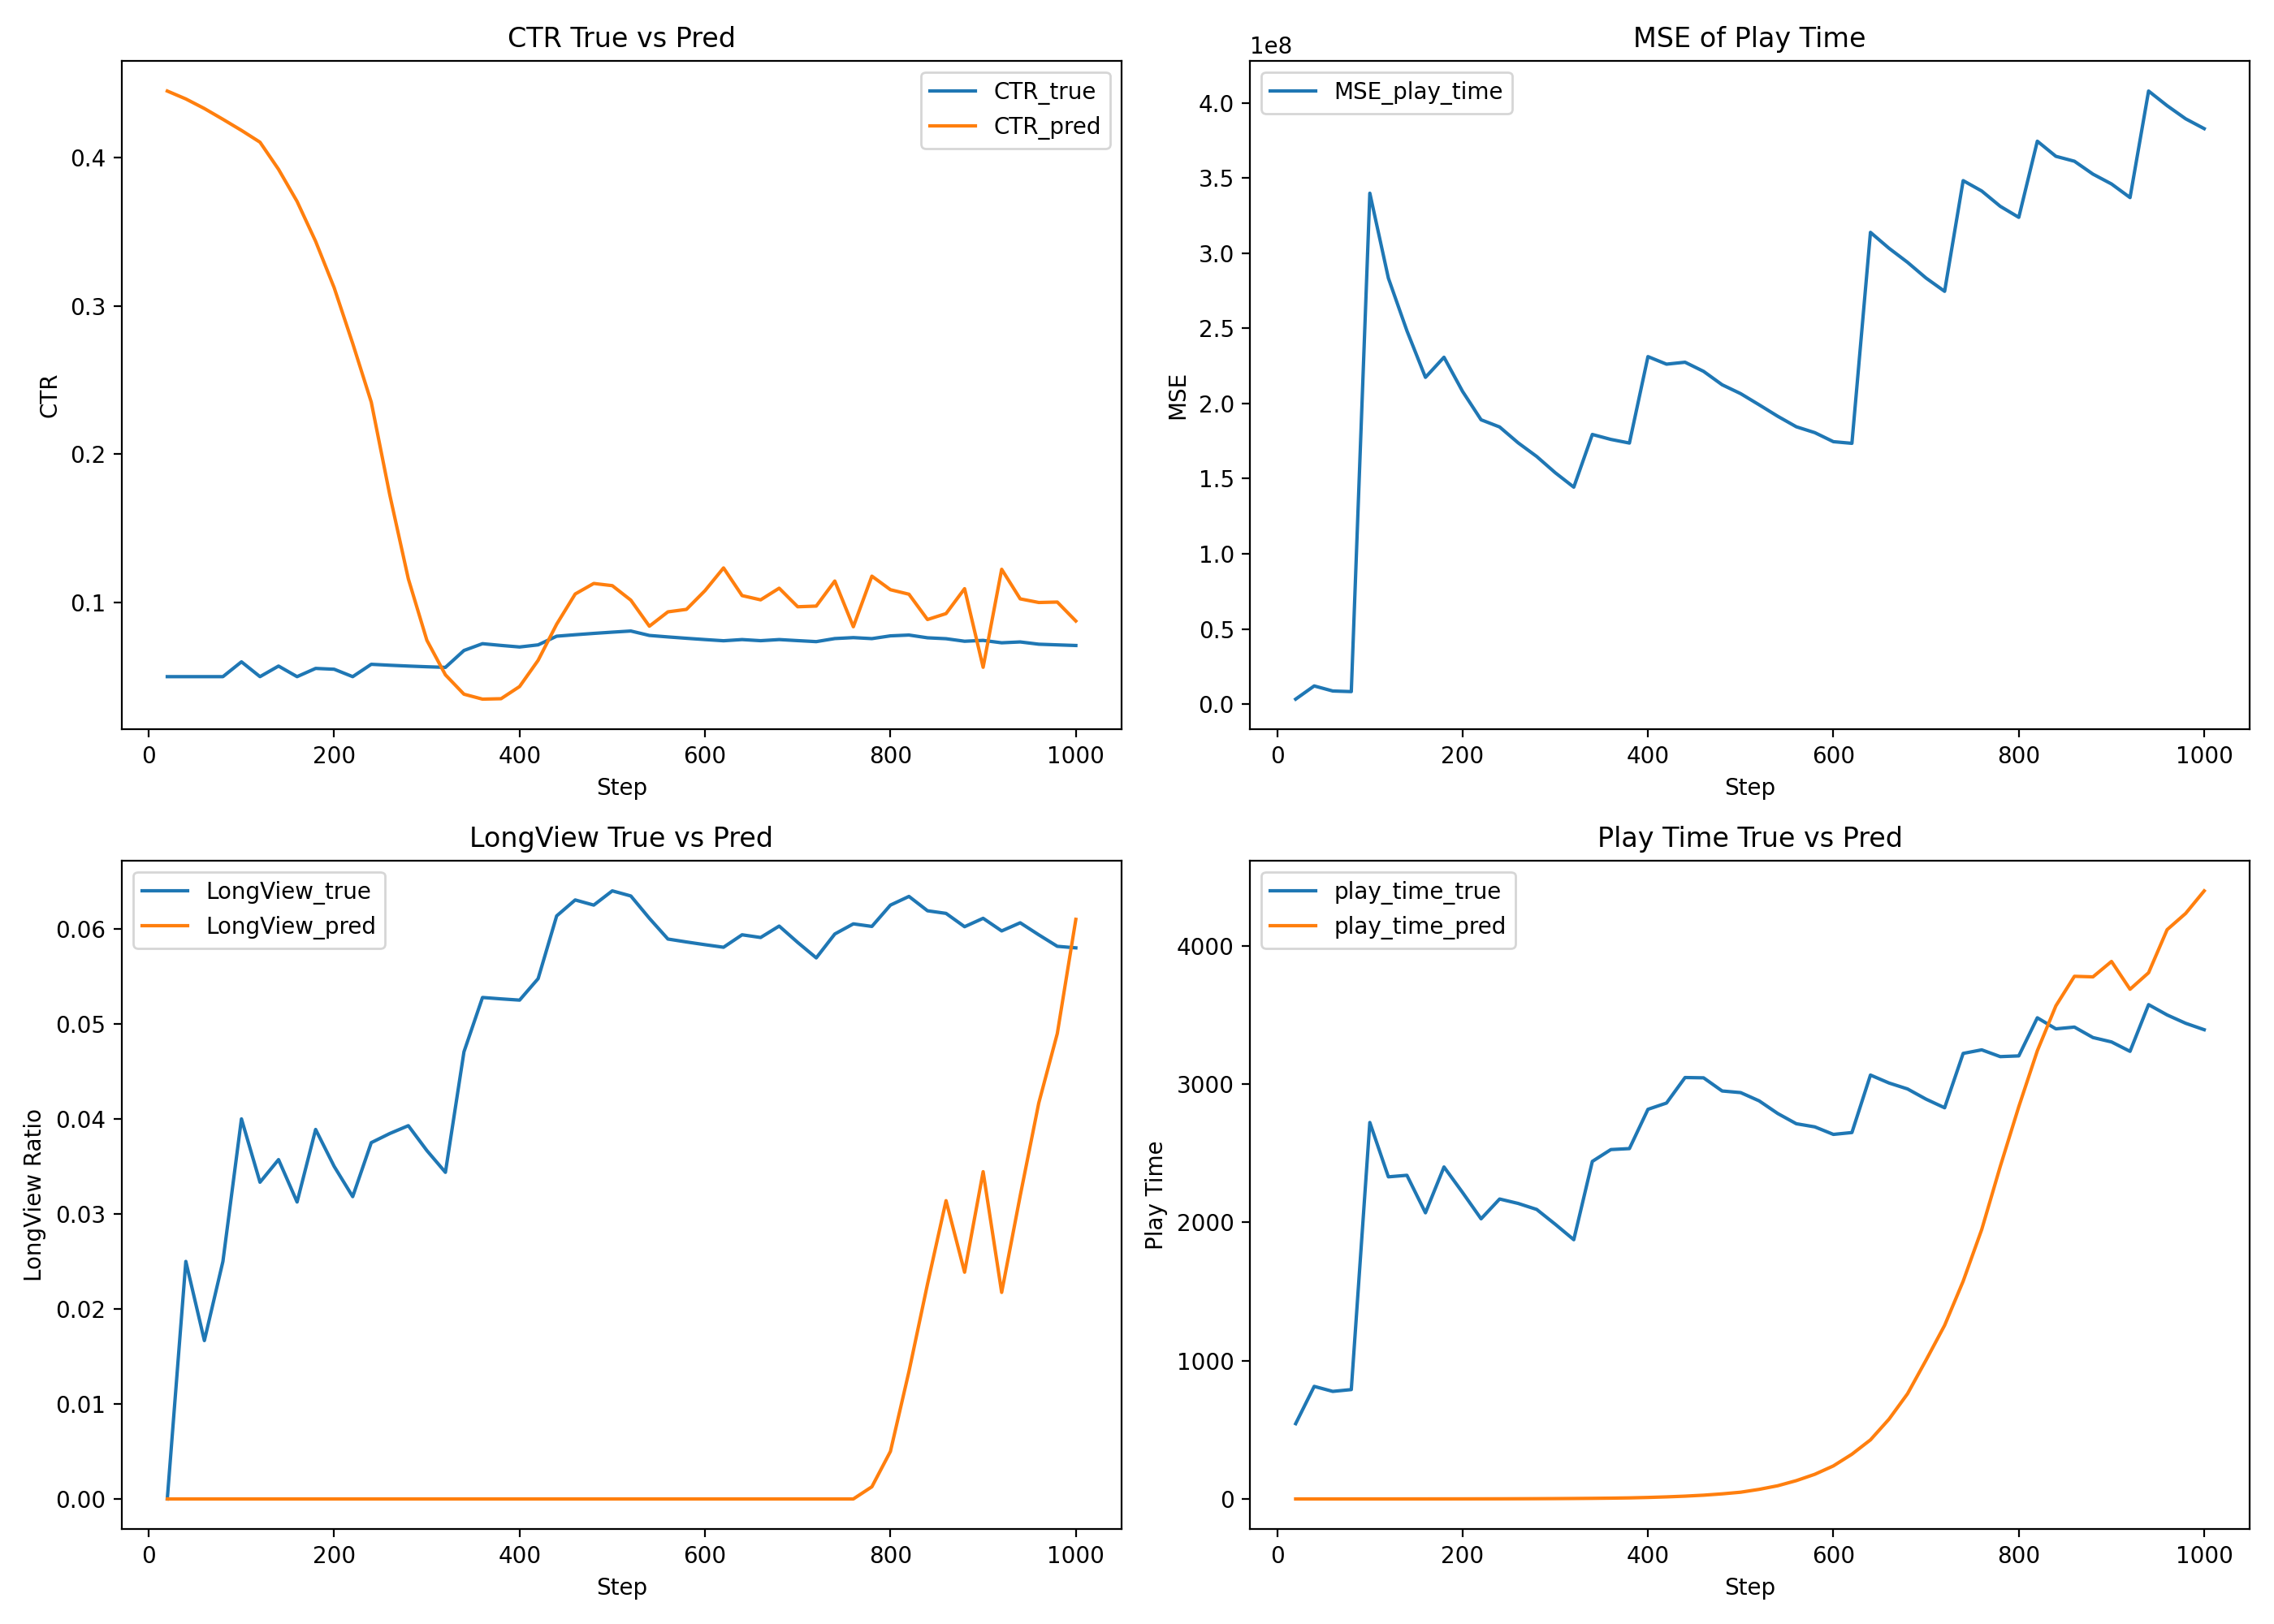 CTR True vs Pred
CTR_true
CTR_pred
0.4
0.3
0.2
0.1
CTR
0
200
400
600
800
1000
Step
MSE of Play Time
1e8
MSE_play_time
4.0
3.5
3.0
2.5
2.0
1.5
1.0
0.5
0.0
MSE
0
200
400
600
800
1000
Step
LongView True vs Pred
LongView_true
LongView_pred
0.06
0.05
0.04
0.03
0.02
0.01
0.00
LongView Ratio
0
200
400
600
800
1000
Step
Play Time True vs Pred
play_time_true
play_time_pred
4000
3000
2000
1000
0
Play Time
0
200
400
600
800
1000
Step